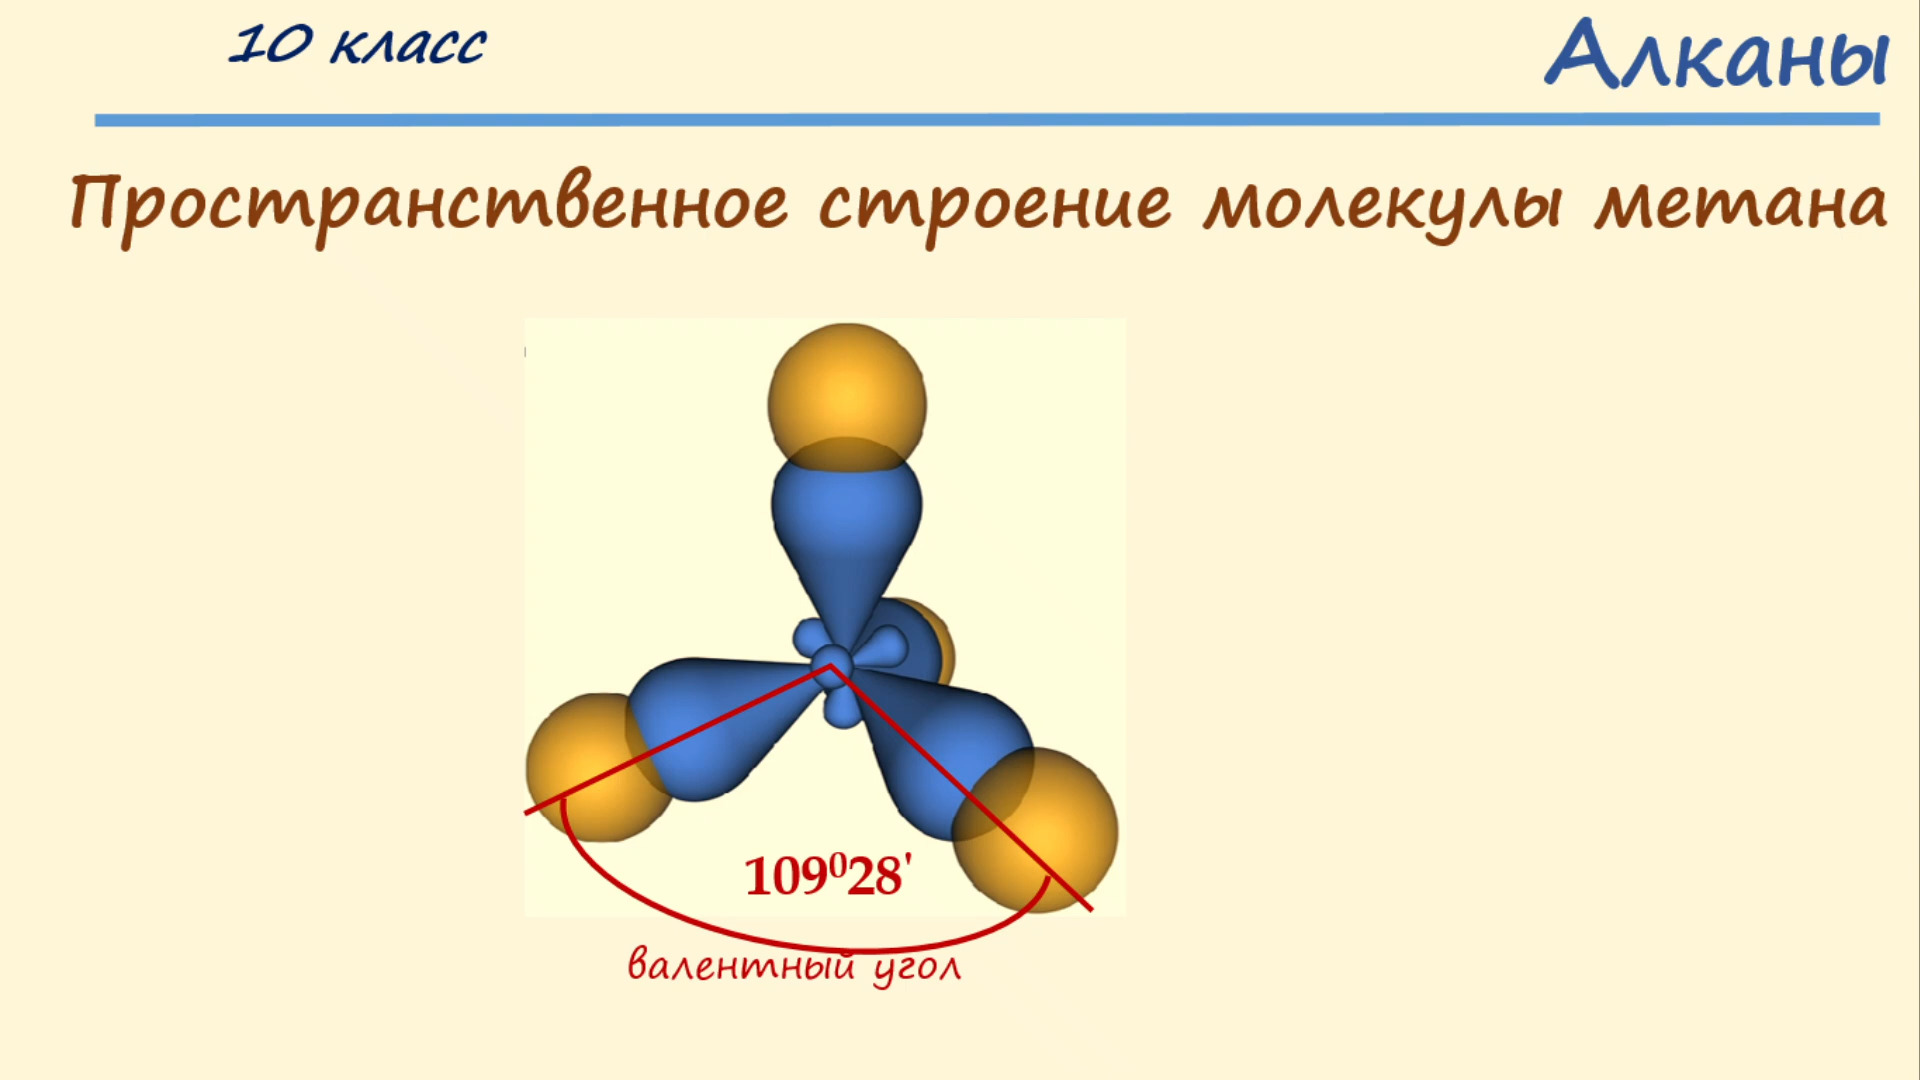 10 класс
Алканы
Пространственное строение молекулы метана
109⁰28'
валентный угол